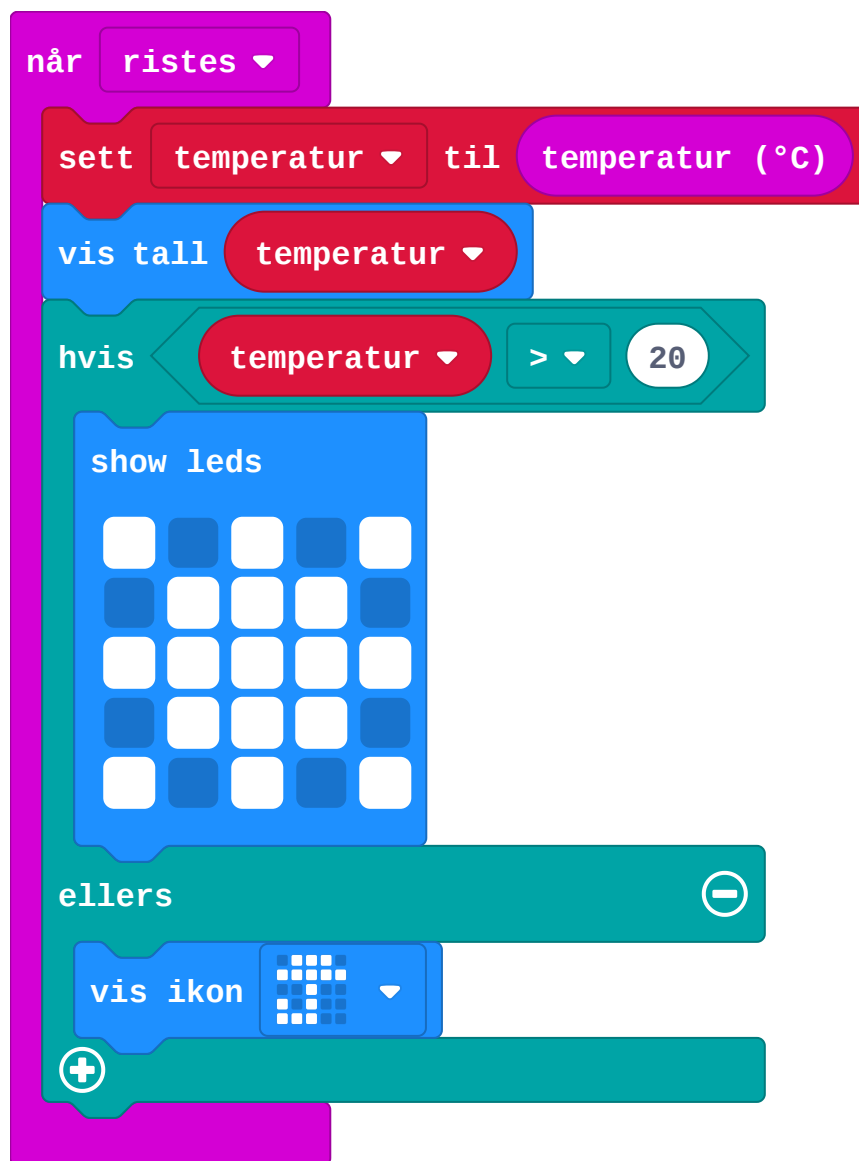 når ristes
sett temperatur til temperatur (°C)
vis tall temperatur
hvis temperatur > 20
show leds
ellers
vis ikon